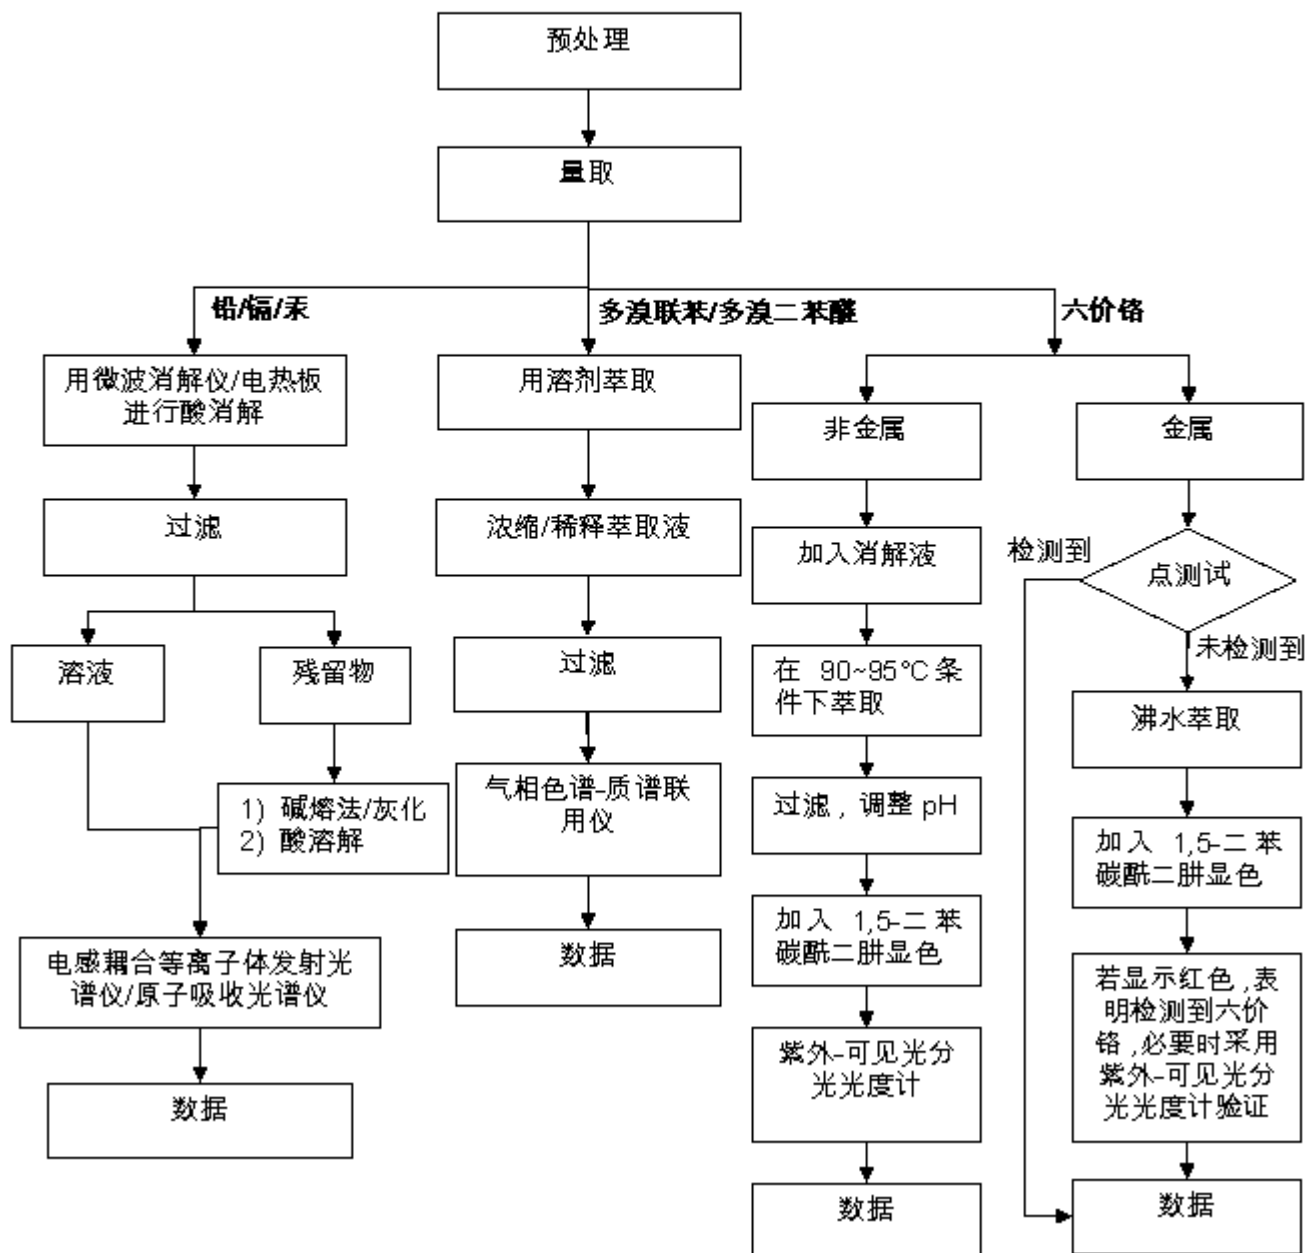 预处理
量取
铅/镉/汞
多溴联苯/多溴二苯醚
六价铬
用微波消解仪/电热板
进行酸消解
过滤
溶液
残留物
1) 碱熔法/灰化
2) 酸溶解
电感耦合等离子体发射光
谱仪/原子吸收光谱仪
数据
用溶剂萃取
浓缩/稀释萃取液
过滤
气相色谱-质谱联
用仪
数据
非金属
加入消解液
在 90~95°C 条
件下萃取
过滤，调整 pH
加入 1,5-二苯
碳酰二肼显色
紫外-可见光分
光光度计
数据
金属
点测试
检测到
未检测到
沸水萃取
加入 1,5-二苯
碳酰二肼显色
若显示红色,表
明检测到六价
铬,必要时采用
紫外-可见光分
光光度计验证
数据